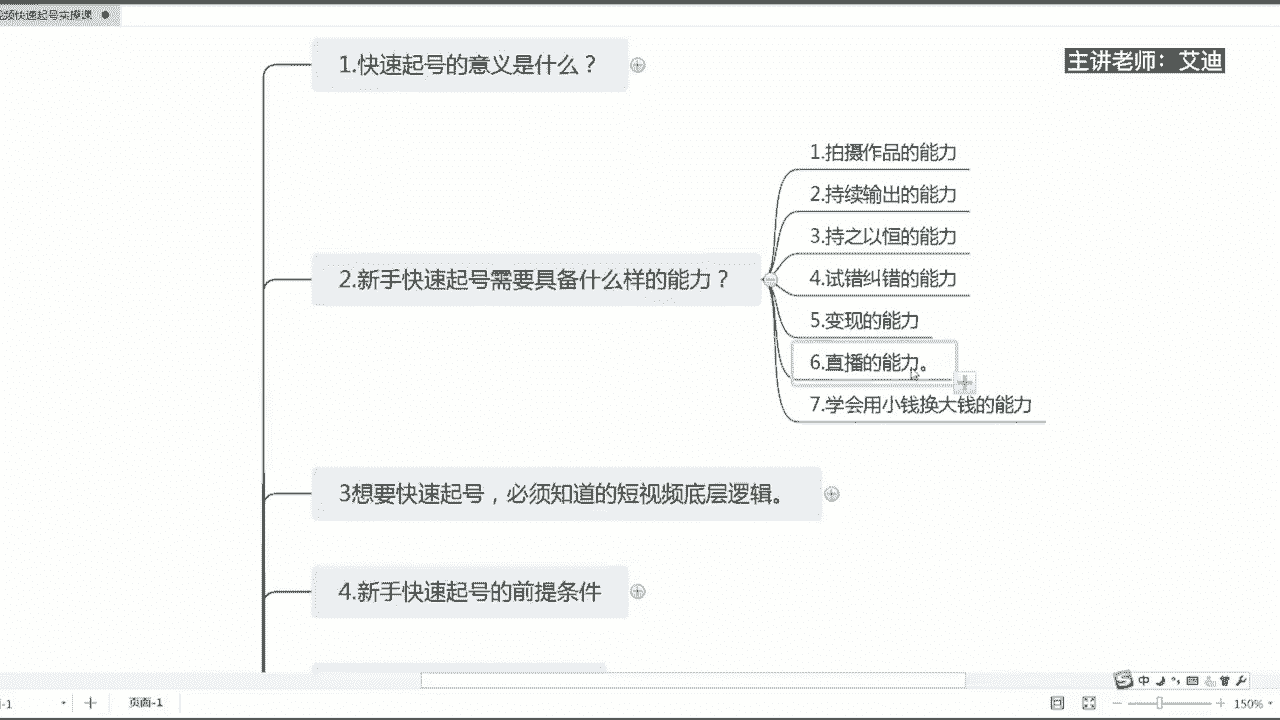 频快速起号实操课
主讲老师：艾迪
1.快速起号的意义是什么？
2.新手快速起号需要具备什么样的能力？
1.拍摄作品的能力
2.持续输出的能力
3.持之以恒的能力
4.试错纠错的能力
5.变现的能力
6.直播的能力。
7.学会用小钱换大钱的能力
3想要快速起号，必须知道的短视频底层逻辑。
4.新手快速起号的前提条件
中
-1
页面-1
150%